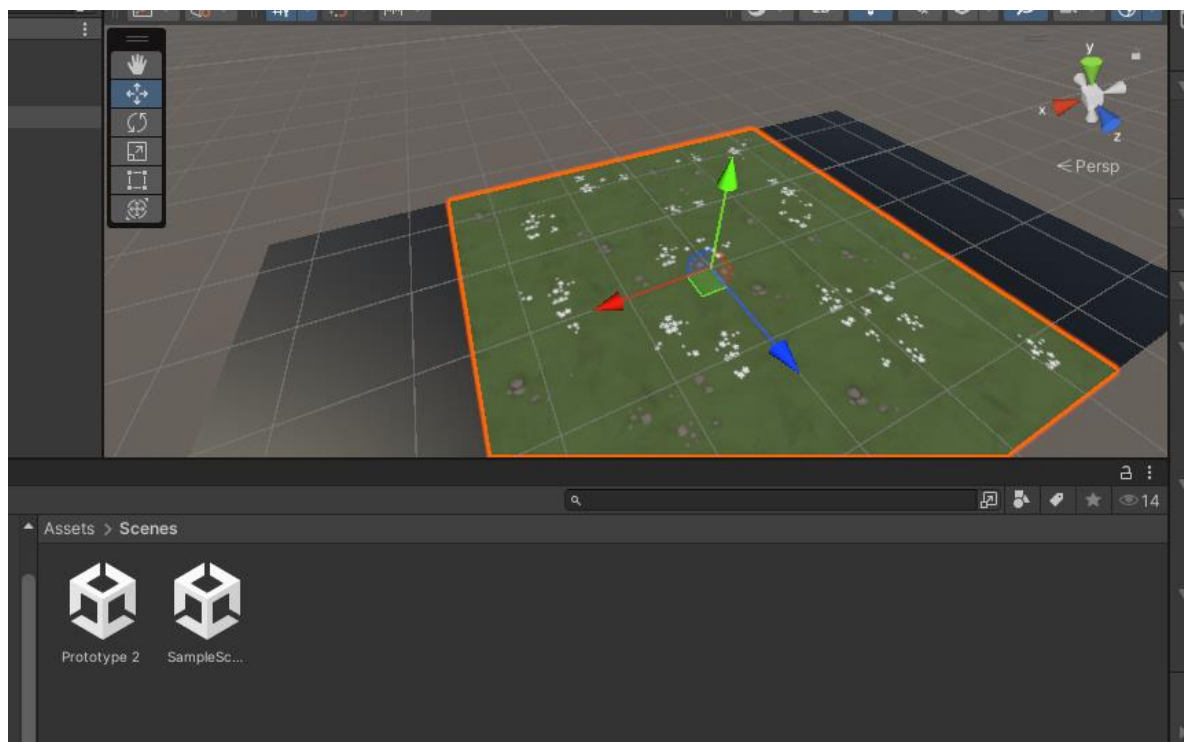 y
x
z
< Persp
14
Assets > Scenes
Prototype 2
SampleSc...